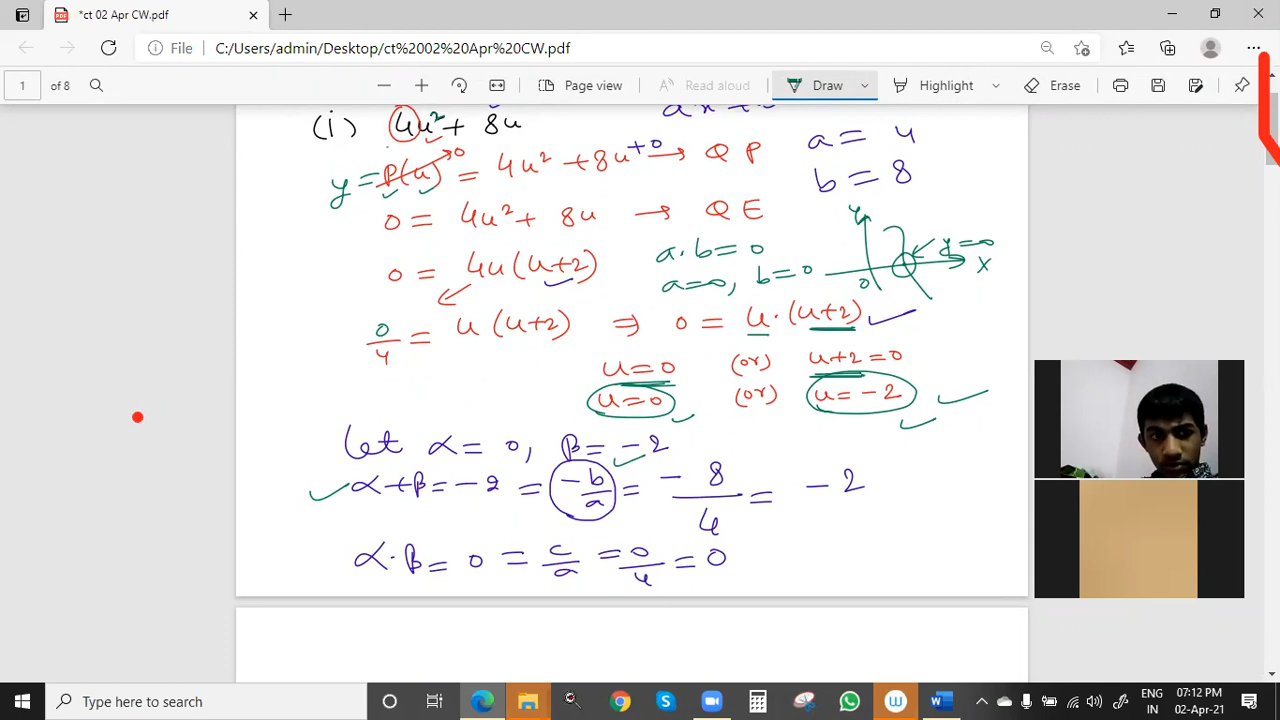 *ct 02 Apr CW.pdf
File C:/Users/admin/Desktop/ct%2002%20Apr%20CW.pdf
1 of 8 Page view Read aloud Draw Highlight Erase
(i) 4u² + 8u
a = 4
y = P(u) = 4u² + 8u + 0 → Q P
b = 8
0 = 4u² + 8u → Q E
y
0 = 4u(u+2) a.b = 0
y = 0
a = 0, b = 0
0 X
0/4 = u(u+2) ⇒ 0 = u·(u+2)
u = 0 (or) u+2 = 0
u = 0 (or) u = -2
let α = 0, β = -2
α + β = -2 = -b/a = -8/4 = -2
α·β = 0 = c/a = 0/4 = 0
Type here to search
ENG
IN
07:12 PM
02-Apr-21